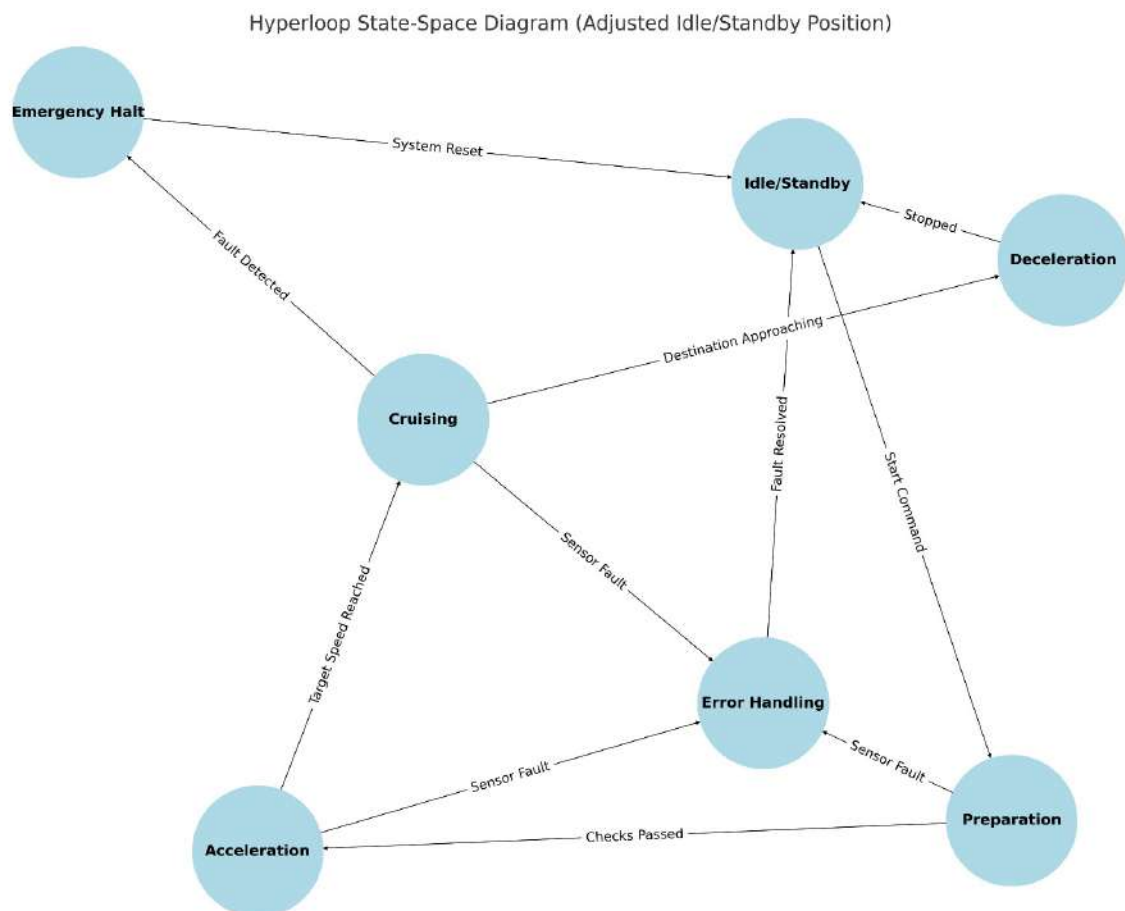 Hyperloop State-Space Diagram (Adjusted Idle/Standby Position)
Emergency Halt
System Reset
Idle/Standby
Stopped
Deceleration
Fault Detected
Destination Approaching
Cruising
Fault Resolved
Start Command
Sensor Fault
Target Speed Reached
Error Handling
Sensor Fault
Sensor Fault
Preparation
Checks Passed
Acceleration